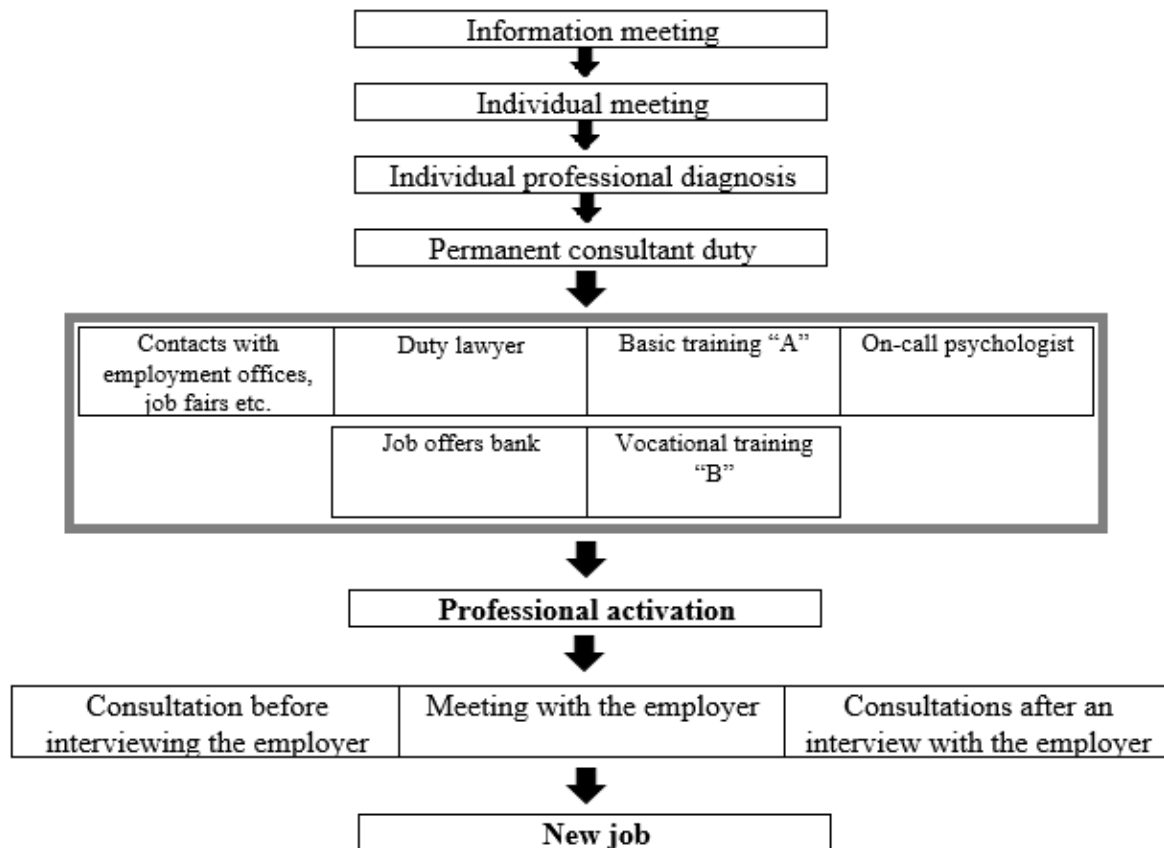 Information meeting
Individual meeting
Individual professional diagnosis
Permanent consultant duty
Contacts with
employment offices,
job fairs etc.
Duty lawyer
Basic training “A”
On-call psychologist
Job offers bank
Vocational training
“B”
Professional activation
Consultation before
interviewing the employer
Meeting with the employer
Consultations after an
interview with the employer
New job